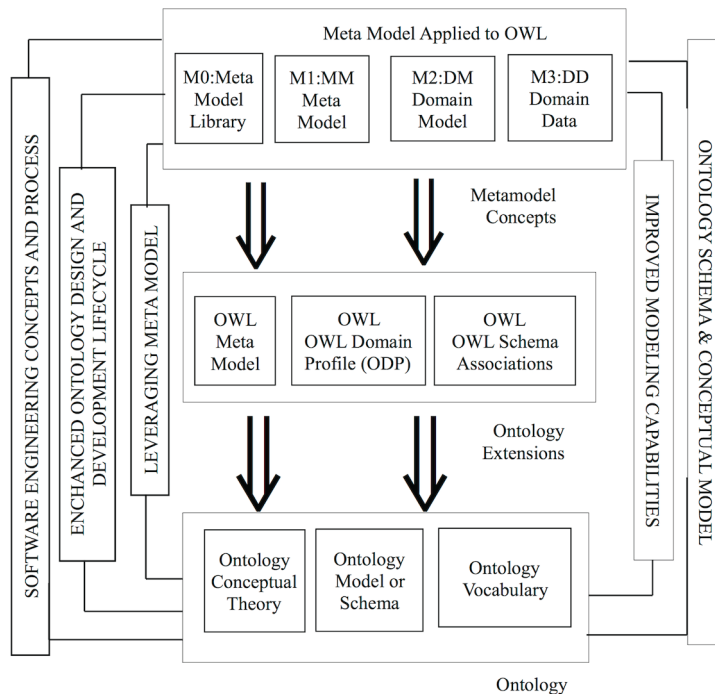 Meta Model Applied to OWL
M0:Meta
Model
Library
M1:MM
Meta
Model
M2:DM
Domain
Model
M3:DD
Domain
Data
Metamodel
Concepts
OWL
Meta
Model
OWL
OWL Domain
Profile (ODP)
OWL
OWL Schema
Associations
Ontology
Extensions
Ontology
Conceptual
Theory
Ontology
Model or
Schema
Ontology
Vocabulary
Ontology
SOFTWARE ENGINEERING CONCEPTS AND PROCESS
ENCHANCED ONTOLOGY DESIGN AND
DEVELOPMENT LIFECYCLE
LEVERAGING META MODEL
IMPROVED MODELING CAPABILITIES
ONTOLOGY SCHEMA & CONCEPTUAL MODEL